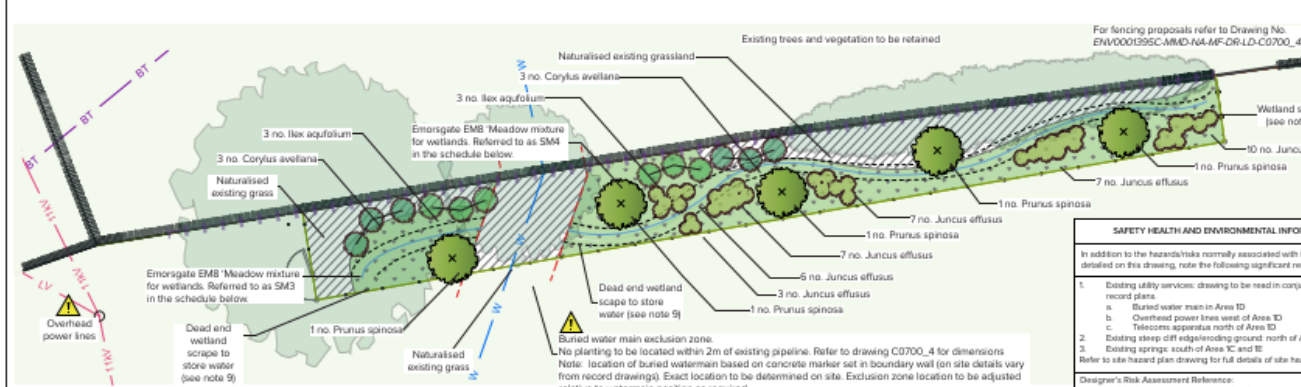 For fencing proposals refer to Drawing No.
ENV0001395C-MMD-NA-MF-DR-LD-C0700_4
Existing trees and vegetation to be retained
Naturalised existing grassland
3 no. Corylus avellana
3 no. Ilex aqufolium
Emorsgate EM8 'Meadow mixture
for wetlands. Referred to as SM4
in the schedule below.
3 no. Ilex aqufolium
3 no. Corylus avellana
Naturalised
existing grass
BT
BT
BT
W
W
W
W
11kV
11kV
11kV
Wetland s
(see not
10 no. Junc
1 no. Prunus spinosa
7 no. Juncus effusus
1 no. Prunus spinosa
7 no. Juncus effusus
1 no. Prunus spinosa
7 no. Juncus effusus
6 no. Juncus effusus
3 no. Juncus effusus
1 no. Prunus spinosa
Emorsgate EM8 'Meadow mixture
for wetlands. Referred to as SM3
in the schedule below.
Overhead
power lines
Dead end
wetland
scrape to
store water
(see note 9)
1 no. Prunus spinosa
Naturalised
existing grass
Dead end wetland
scape to store
water (see note 9)
Buried water main exclusion zone.
No planting to be located within 2m of existing pipeline. Refer to drawing C0700_4 for dimensions
Note: location of buried watermain based on concrete marker set in boundary wall (on site details vary
from record drawings). Exact location to be determined on site. Exclusion zone location to be adjusted
SAFETY HEALTH AND ENVIRONMENTAL INFOR
In addition to the hazards/risks normally associated with
detailed on this drawing, note the following significant re
1. Existing utility services: drawing to be read in conju
record plans.
a. Buried water main in Area 1D
b. Overhead power lines west of Area 1D
c. Telecoms apparatus north of Area 1D
2. Existing steep cliff edge/eroding ground: north of A
3. Existing springs: south of Area 1C and 1E
Refer to site hazard plan drawing for full details of site haz
Designer's Risk Assessment Reference: